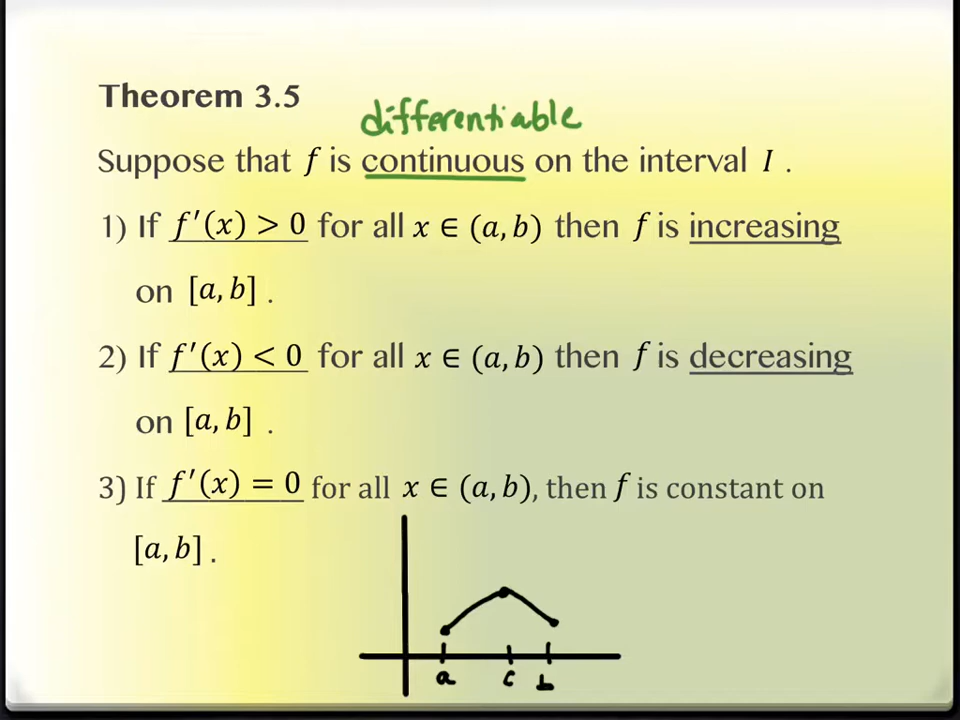 Theorem 3.5
differentiable
Suppose that f is continuous on the interval I .
1) If f′(x) > 0 for all x ∈ (a, b) then f is increasing
on [a, b] .
2) If f′(x) < 0 for all x ∈ (a, b) then f is decreasing
on [a, b] .
3) If f′(x) = 0 for all x ∈ (a, b), then f is constant on
[a, b] .
a c b